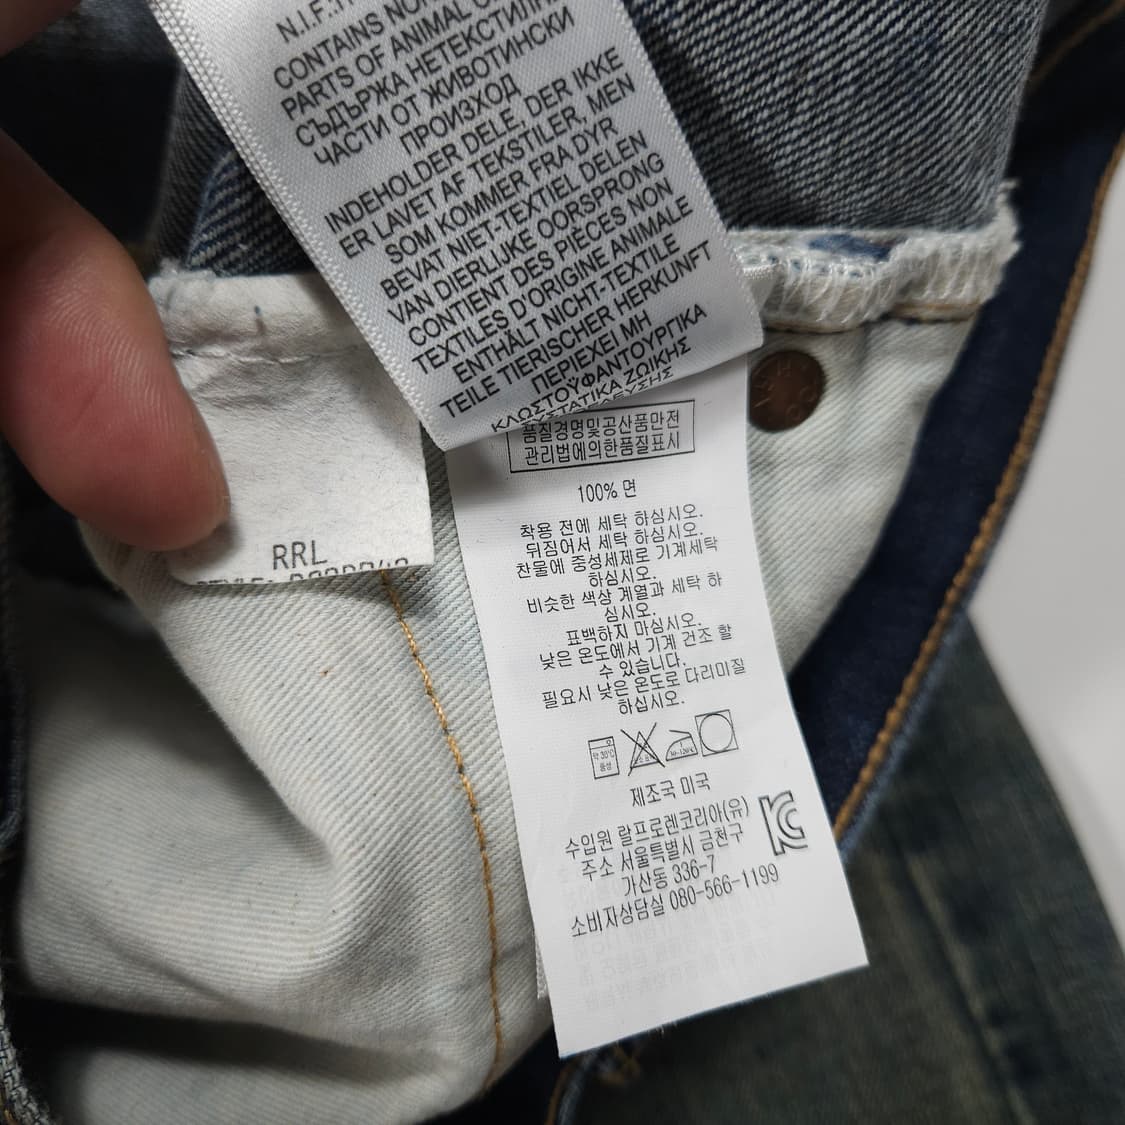 N.I.F.:
CONTAINS NON
PARTS OF ANIMAL
СЪДЪРЖА НЕТЕКСТИЛНИ
ЧАСТИ ОТ ЖИВОТИНСКИ
ПРОИЗХОД
INDEHOLDER DELE, DER IKKE
ER LAVET AF TEKSTILER, MEN
SOM KOMMER FRA DYR
BEVAT NIET-TEXTIEL DELEN
VAN DIERLIJKE OORSPRONG
CONTIENT DES PIÈCES NON
TEXTILES D'ORIGINE ANIMALE
ENTHÄLT NICHT-TEXTILE
TEILE TIERISCHER HERKUNFT
ΠΕΡΙΕΧΕΙ ΜΗ
ΚΛΩΣΤΟΫΦΑΝΤΟΥΡΓΙΚΑ
ΣΥΣΤΑΤΙΚΑ ΖΩΙΚΗΣ
RRL
품질경영및공산품안전
관리법에의한품질표시
100% 면
착용 전에 세탁 하십시오.
뒤짚어서 세탁 하십시오.
찬물에 중성세제로 기계세탁
하십시오.
비슷한 색상 계열과 세탁 하
십시오.
표백하지 마십시오.
낮은 온도에서 기계 건조 할
수 있습니다.
필요시 낮은 온도로 다리미질
하십시오.
약 30℃
중성
제조국 미국
수입원 랄프로렌코리아(유)
주소 서울특별시 금천구
가산동 336-7
소비자상담실 080-566-1199